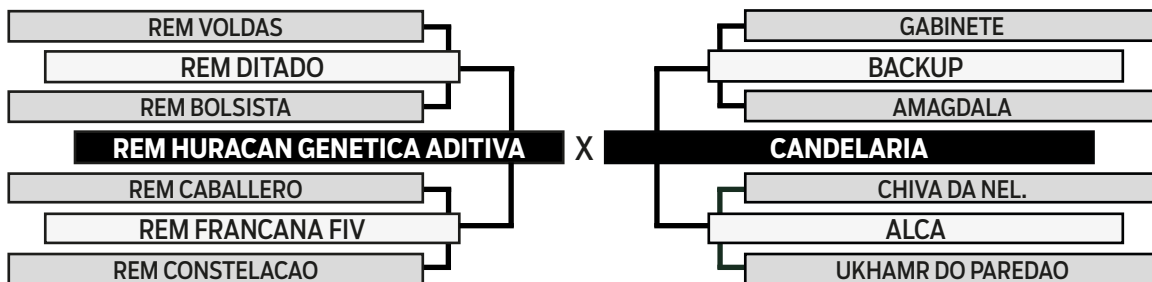 REM VOLDAS
GABINETE
REM DITADO
BACKUP
REM BOLSISTA
AMAGDALA
REM HURACAN GENETICA ADITIVA X CANDELARIA
REM CABALLERO
CHIVA DA NEL.
REM FRANCANA FIV
ALCA
REM CONSTELACAO
UKHAMR DO PAREDAO